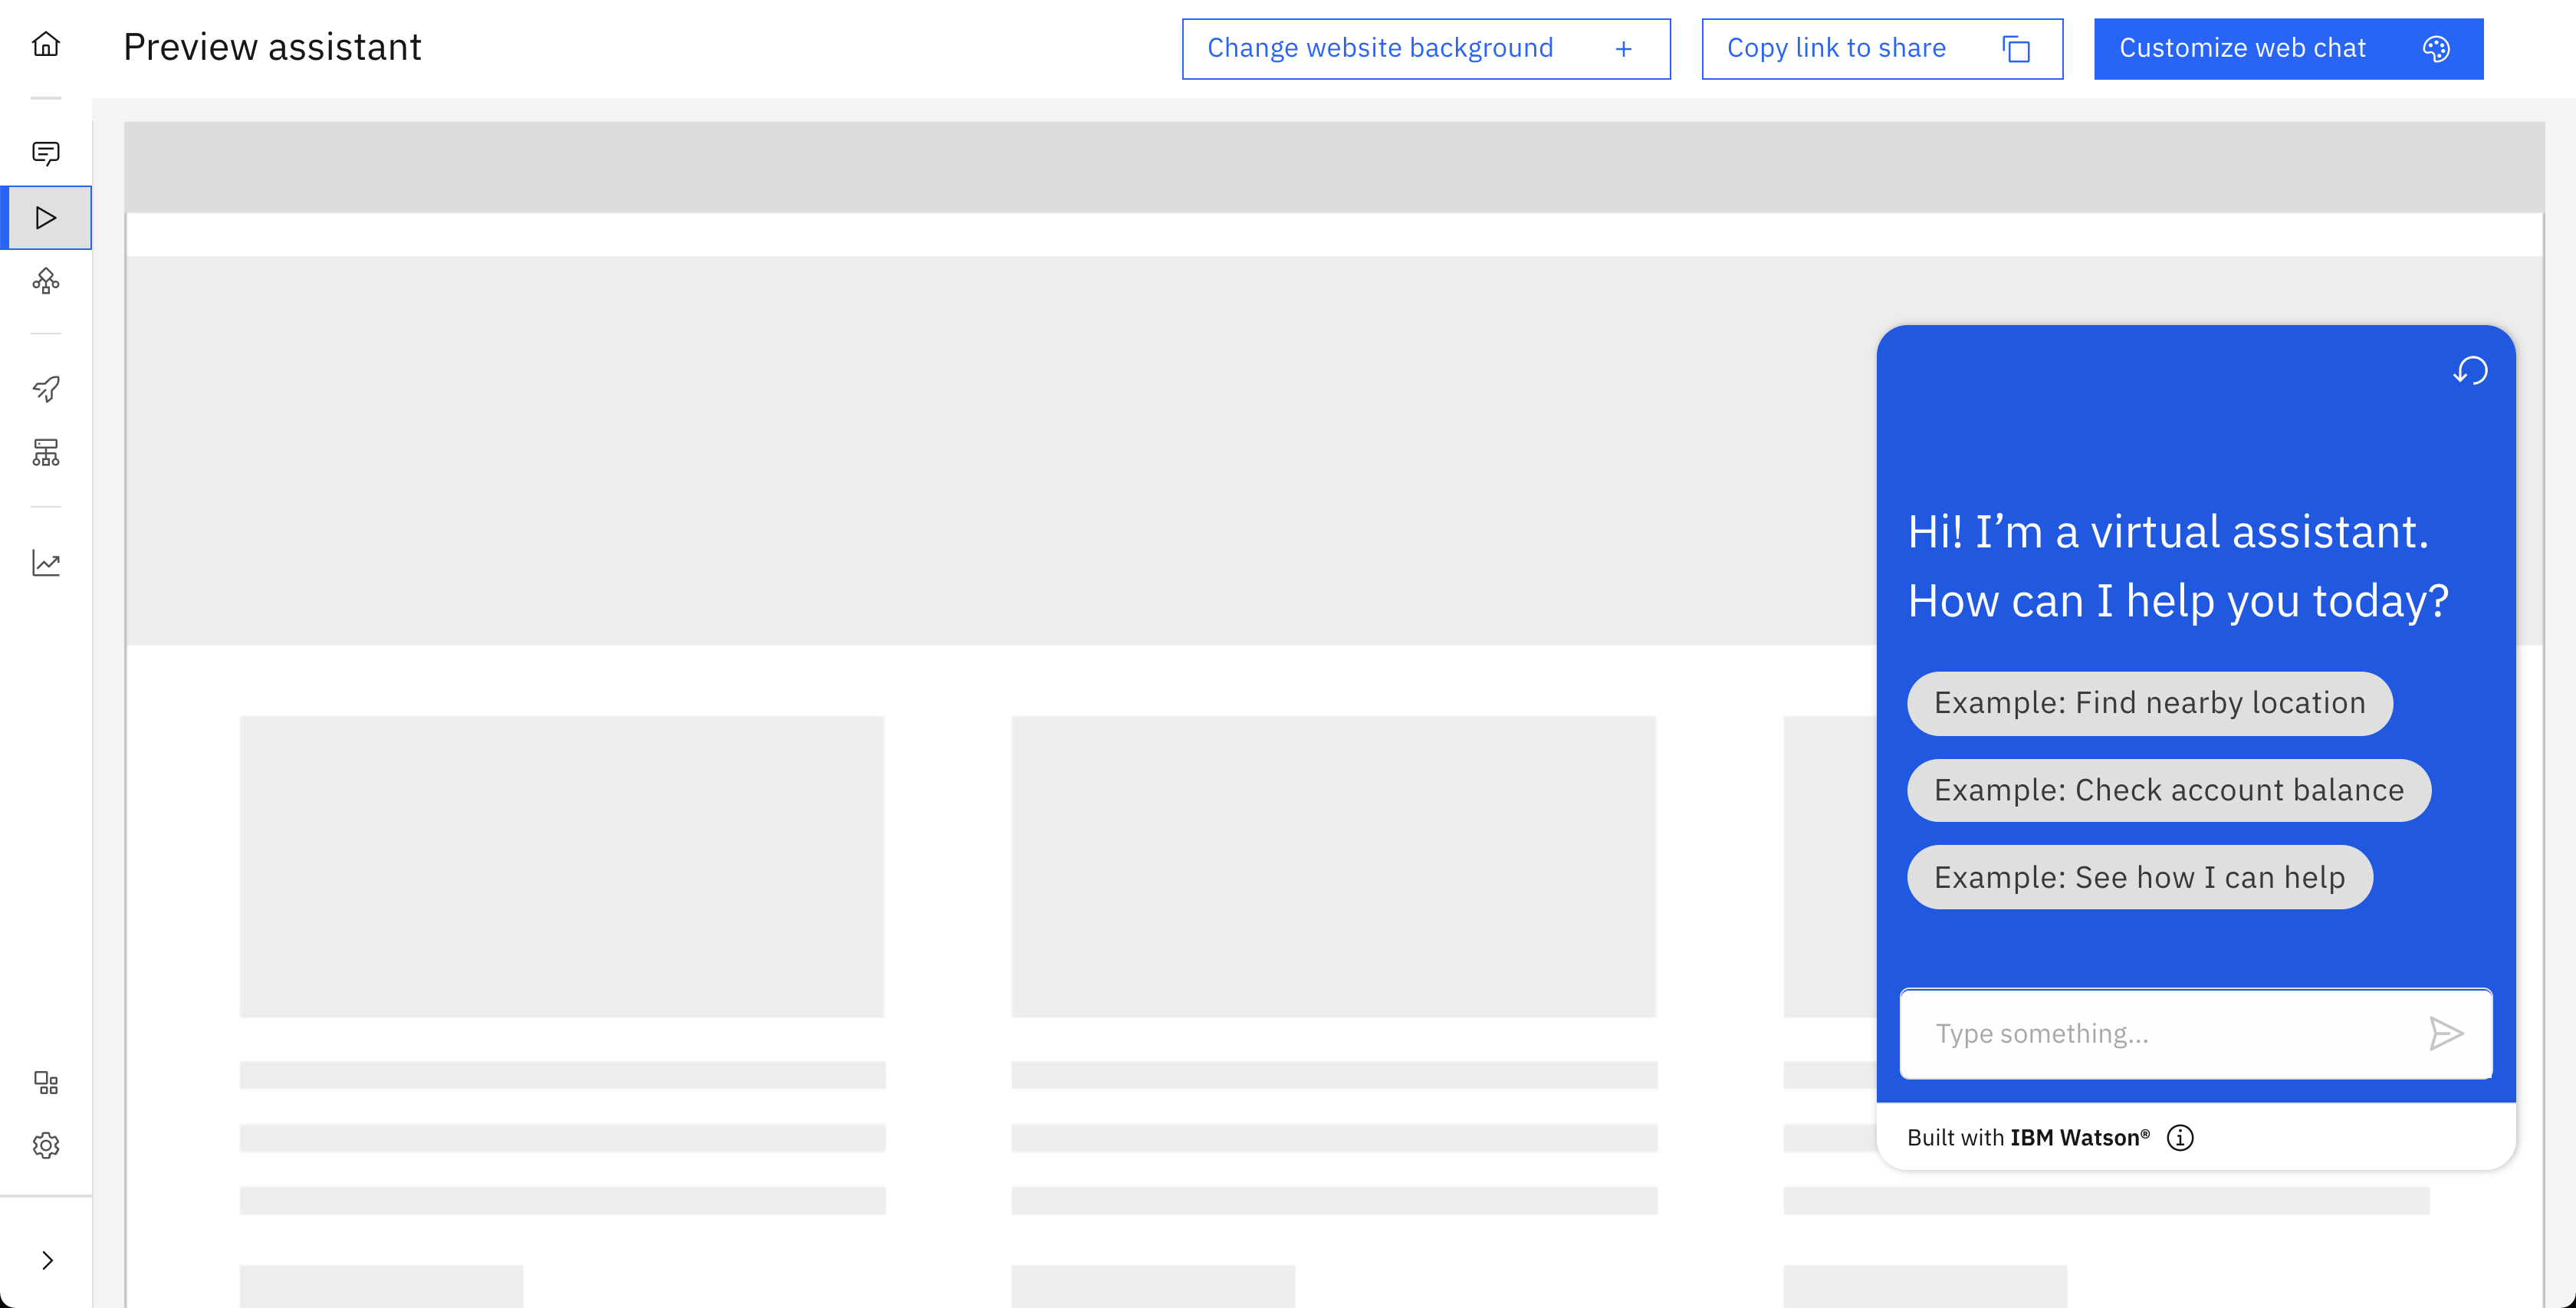 Preview assistant
Change website background
Copy link to share
Customize web chat
Hi! I’m a virtual assistant.
How can I help you today?
Example: Find nearby location
Example: Check account balance
Example: See how I can help
Type something...
Built with IBM Watson®